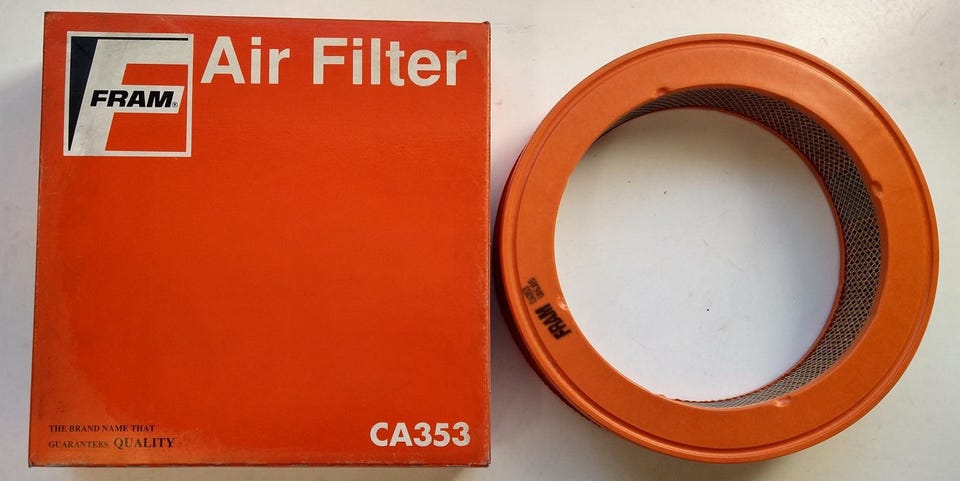 FRAM®
Air Filter
THE BRAND NAME THAT
GUARANTEES QUALITY
CA353
FRAM